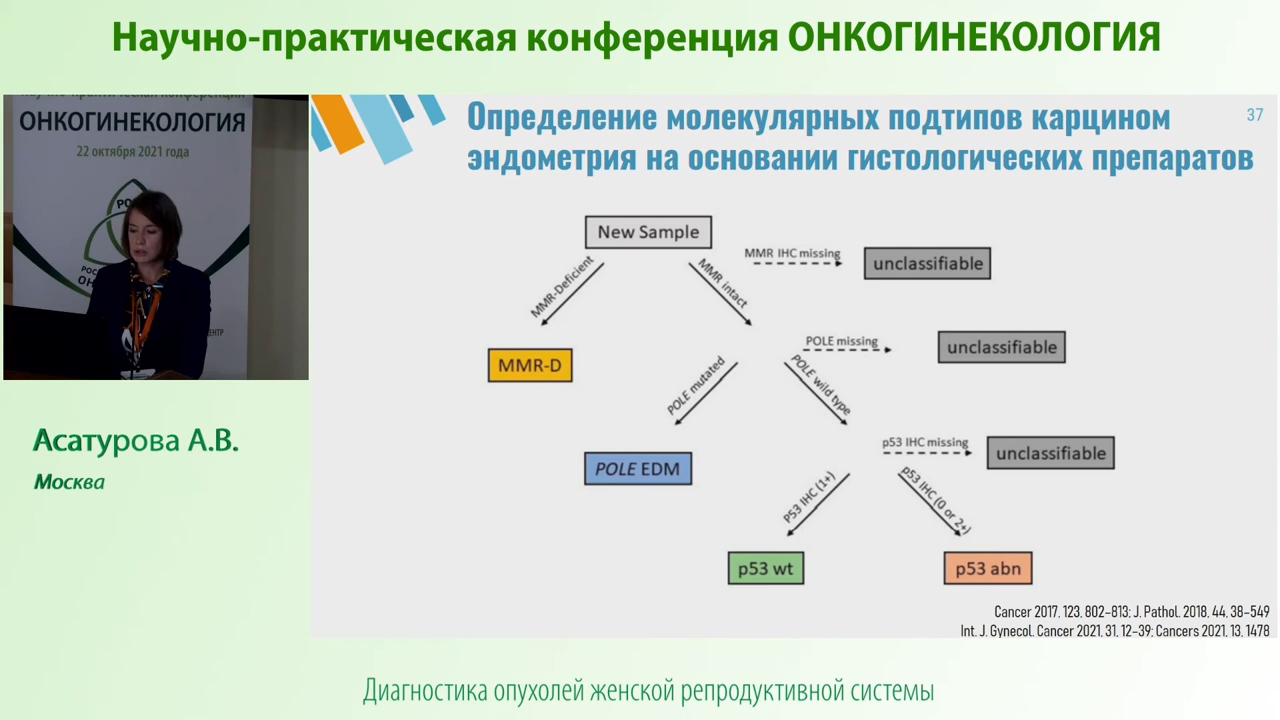 Научно-практическая конференция ОНКОГИНЕКОЛОГИЯ
ОНКОГИНЕКОЛОГИЯ
22 октября 2021 года
Асатурова А.В.
Москва
Определение молекулярных подтипов карцином
эндометрия на основании гистологических препаратов
37
New Sample
MMR IHC missing
unclassifiable
MMR-Deficient
MMR intact
MMR-D
POLE missing
unclassifiable
POLE mutated
POLE wild type
POLE EDM
p53 IHC missing
unclassifiable
P53 IHC (1+)
p53 IHC (0 or 2+)
p53 wt
p53 abn
Cancer 2017, 123, 802–813; J. Pathol. 2018, 44, 38–549
Int. J. Gynecol. Cancer 2021, 31, 12–39; Cancers 2021, 13, 1478
Диагностика опухолей женской репродуктивной системы